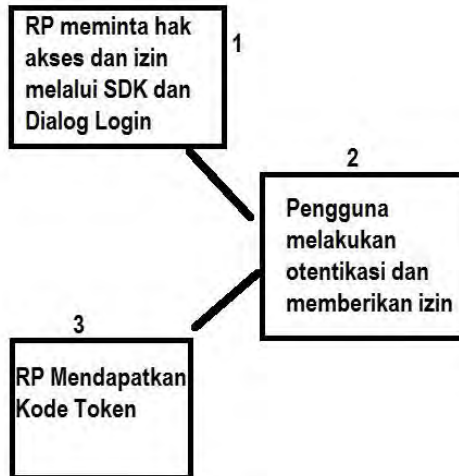 RP meminta hak
akses dan izin
melalui SDK dan
Dialog Login
1
2
Pengguna
melakukan
otentikasi dan
memberikan izin
3
RP Mendapatkan
Kode Token